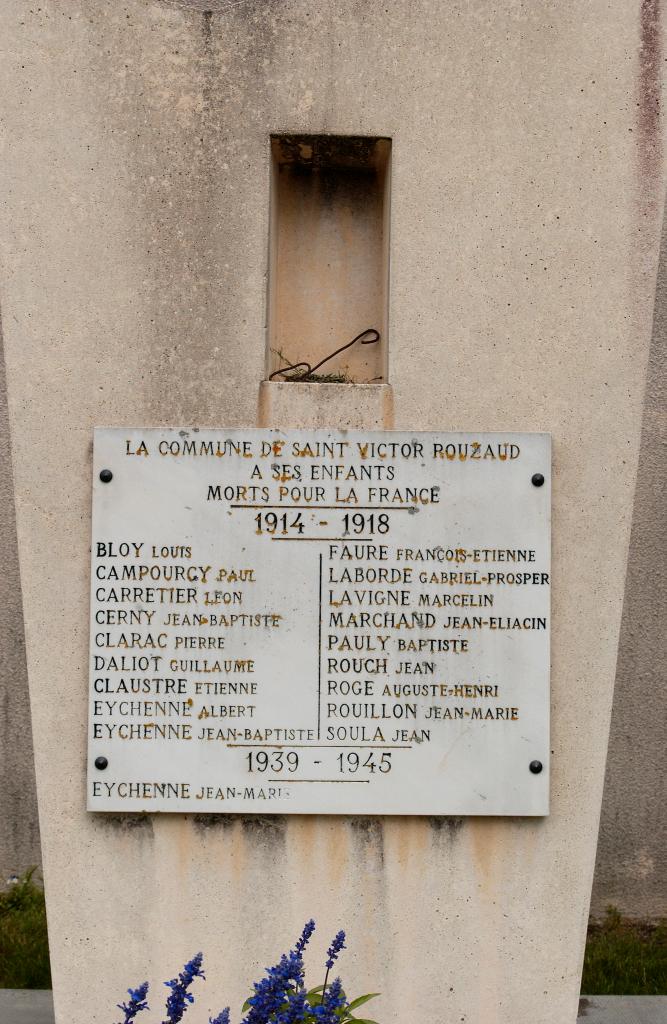 LA COMMUNE DE SAINT VICTOR ROUZAUD
A SES ENFANTS
MORTS POUR LA FRANCE
1914 - 1918
BLOY LOUIS
CAMPOURCY PAUL
CARRETIER LEON
CERNY JEAN-BAPTISTE
CLARAC PIERRE
DALIOT GUILLAUME
CLAUSTRE ETIENNE
EYCHENNE ALBERT
EYCHENNE JEAN-BAPTISTE
FAURE FRANÇOIS-ETIENNE
LABORDE GABRIEL-PROSPER
LAVIGNE MARCELIN
MARCHAND JEAN-ELIACIN
PAULY BAPTISTE
ROUCH JEAN
ROGE AUGUSTE-HENRI
ROUILLON JEAN-MARIE
SOULA JEAN
1939 - 1945
EYCHENNE JEAN-MARIE